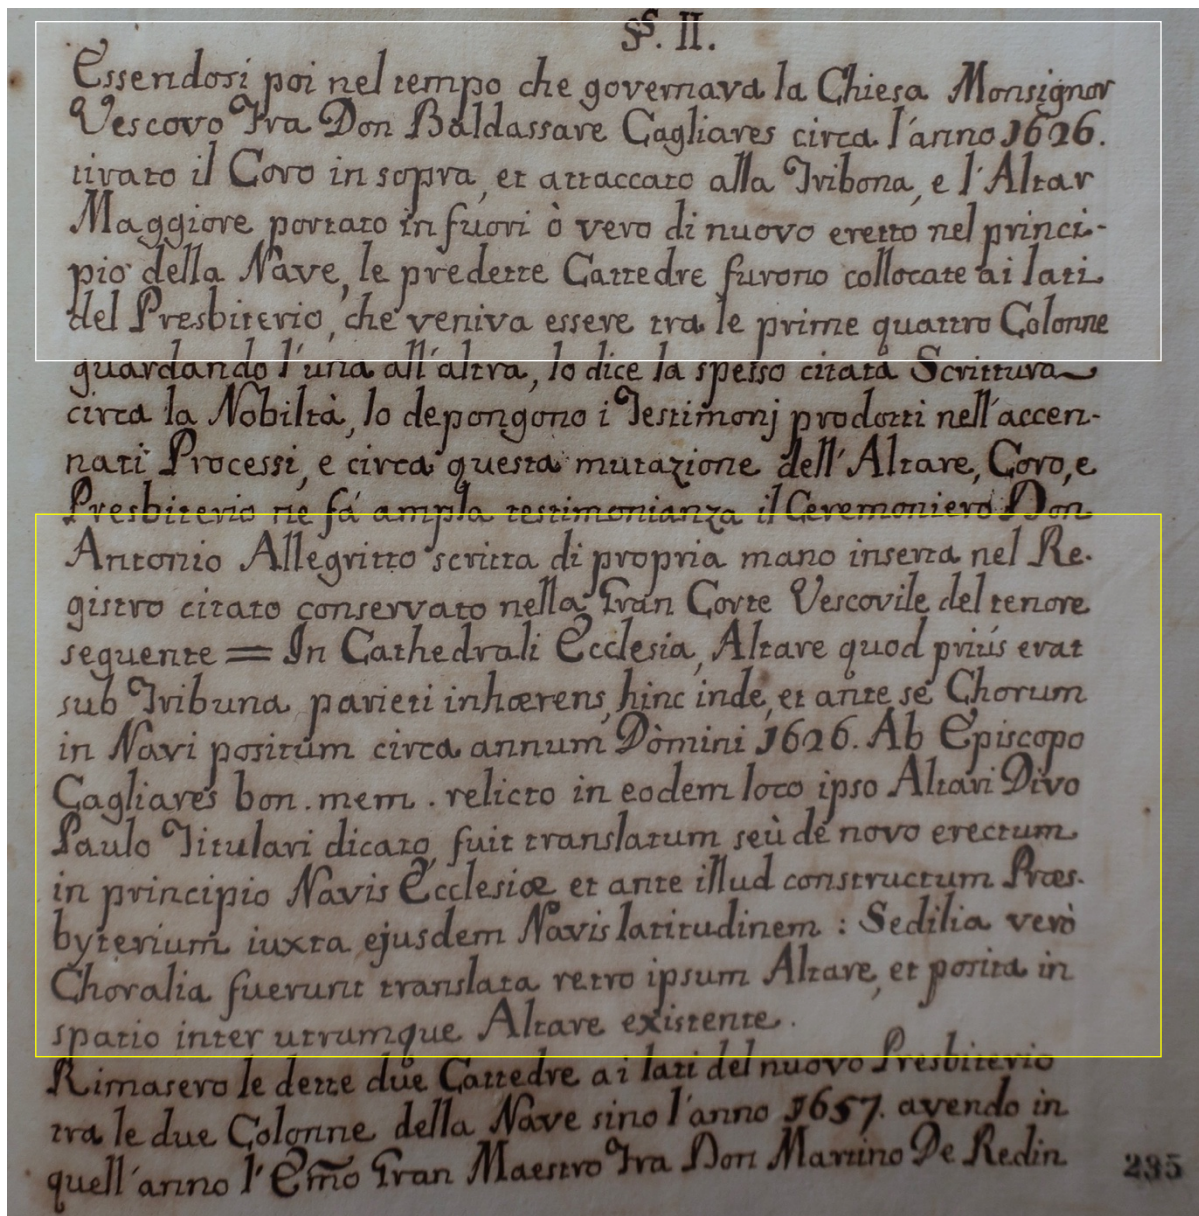 §§. II.
Essendosi poi nel tempo che governava la Chiesa Monsignor
Vescovo Fra Don Baldassare Cagliares circa l'anno 1626.
tirato il Coro in sopra, et attaccato alla Tribona, e l'Altar
Maggiore portato in fuori ò vero di nuovo eretto nel princi-
pio della Nave, le predette Cattedre furono collocate ai lati
del Presbiterio, che veniva essere tra le prime quattro Colonne
guardando l'una all'altra, lo dice la spesso citata Scrittura
circa la Nobiltà, lo depongono i Testimonj prodotti nell'accen-
nati Processi, e circa questa mutazione dell'Altare, Coro, e
Presbiterio ne fá ampla testimonianza il Ceremoniero Don
Antonio Allegritto scritta di propria mano inserta nel Re-
gistro citato conservato nella Gran Corte Vescovile del tenore
seguente = In Cathedrali Ecclesia, Altare quod priús erat
sub Tribuna parieti inhærens, hinc inde, et ante se Chorum
in Navi positum circa annum Dòmini 1626. Ab Episcopo
Cagliares bon. mem. relicto in eodem loco ipso Altari Divo
Paulo Titulari dicato, fuit translatum seù de novo erectum
in principio Navis Ecclesiæ et ante illud constructum Præs-
byterium iuxta ejusdem Navis latitudinem : Sedilia verò
Choralia fuerunt translata retro ipsum Altare, et posita in
spatio inter utrumque Altare existente.
Rimasero le dette due Cattedre ai lati del nuovo Presbiterio
tra le due Colonne della Nave sino l'anno 1657. avendo in
quell'anno l'Em̃o Gran Maestro Fra Don Martino De Redin
235